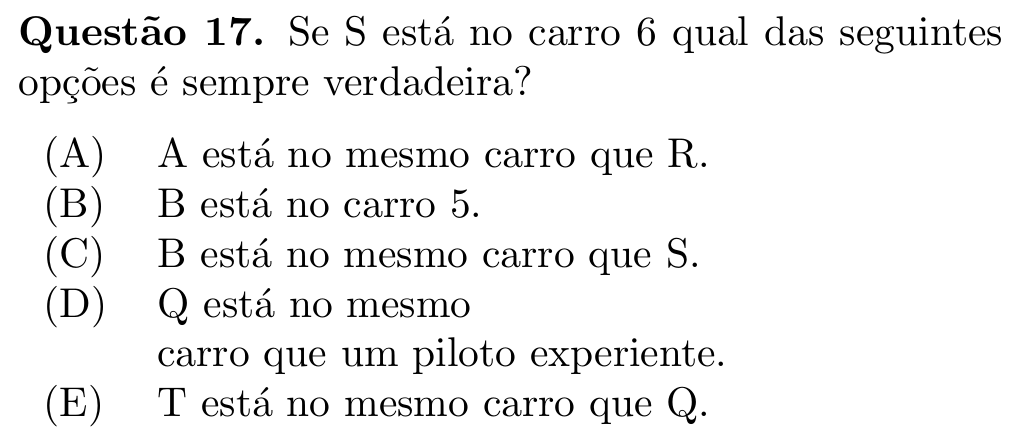 Questão 17. Se S está no carro 6 qual das seguintes
opções é sempre verdadeira?
(A) A está no mesmo carro que R.
(B) B está no carro 5.
(C) B está no mesmo carro que S.
(D) Q está no mesmo
carro que um piloto experiente.
(E) T está no mesmo carro que Q.